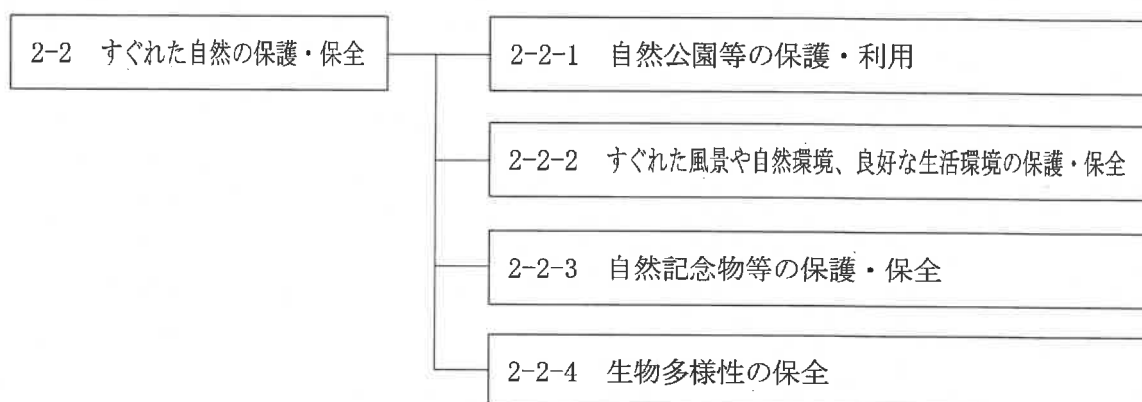 2-2 すぐれた自然の保護・保全
2-2-1 自然公園等の保護・利用
2-2-2 すぐれた風景や自然環境、良好な生活環境の保護・保全
2-2-3 自然記念物等の保護・保全
2-2-4 生物多様性の保全